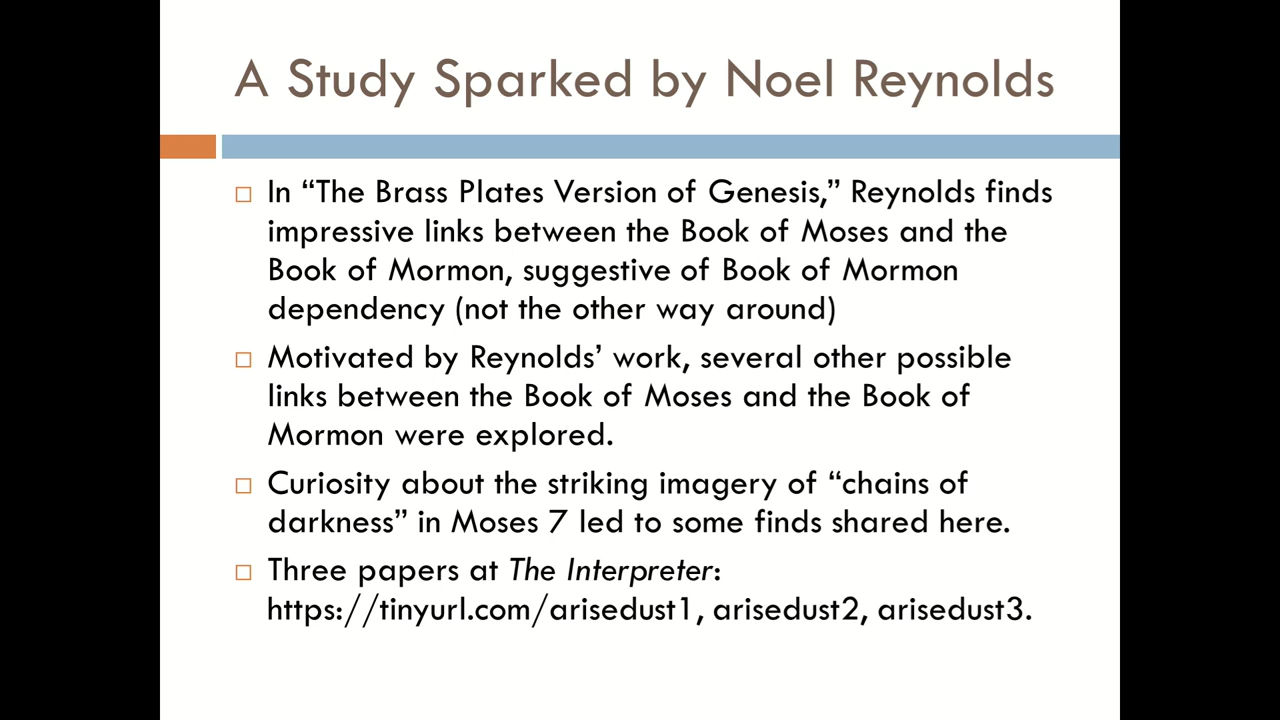 A Study Sparked by Noel Reynolds
In “The Brass Plates Version of Genesis,” Reynolds finds
impressive links between the Book of Moses and the
Book of Mormon, suggestive of Book of Mormon
dependency (not the other way around)
Motivated by Reynolds’ work, several other possible
links between the Book of Moses and the Book of
Mormon were explored.
Curiosity about the striking imagery of “chains of
darkness” in Moses 7 led to some finds shared here.
Three papers at The Interpreter:
https://tinyurl.com/arisedust1, arisedust2, arisedust3.